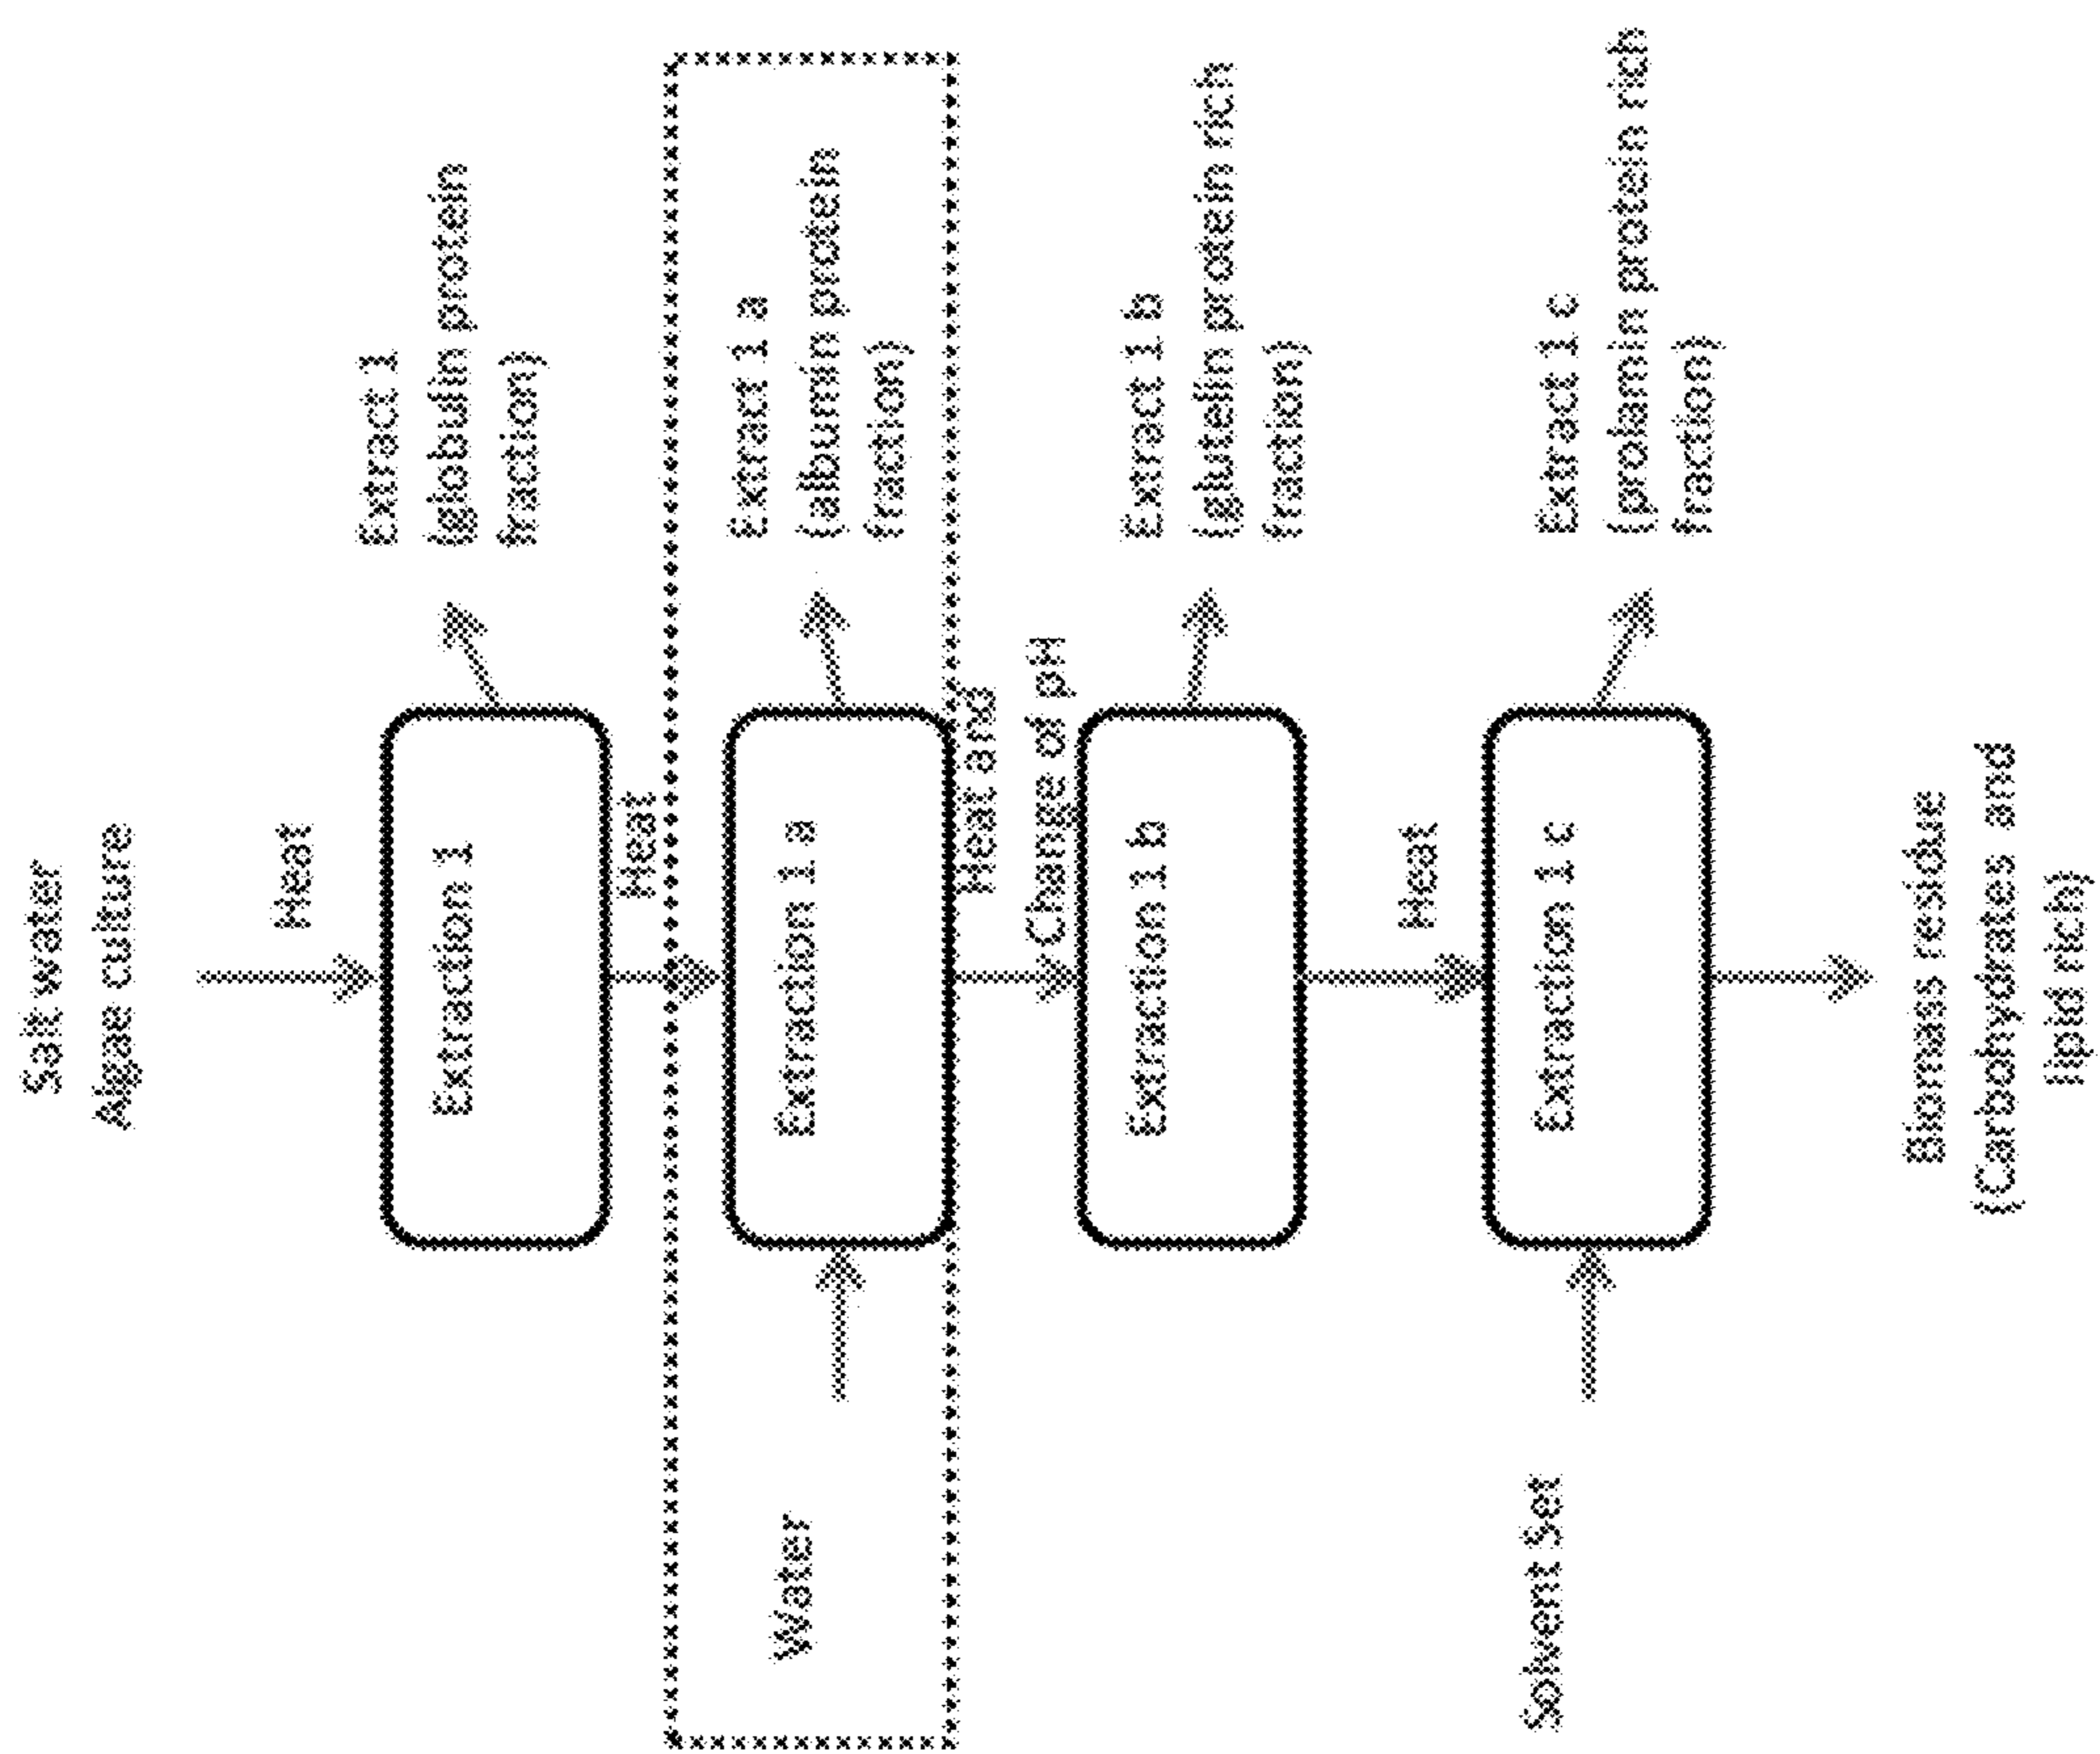 Salt water
Algae culture
Heat
Extraction 1
Extract 1
(globulin protein
fraction)
Heat
Water
Extraction 1 a
Extract 1 a
(albumin protein
fraction)
Heat and
Change of pH
Extraction 1 b
Extract 1 b
(glutelin protein rich
fraction)
Heat
Solvent Set
Extraction 1 c
Extract 1 c
(prolamin protein rich
fraction)
Biomass residue
(Carbohydrates and
lipid rich)